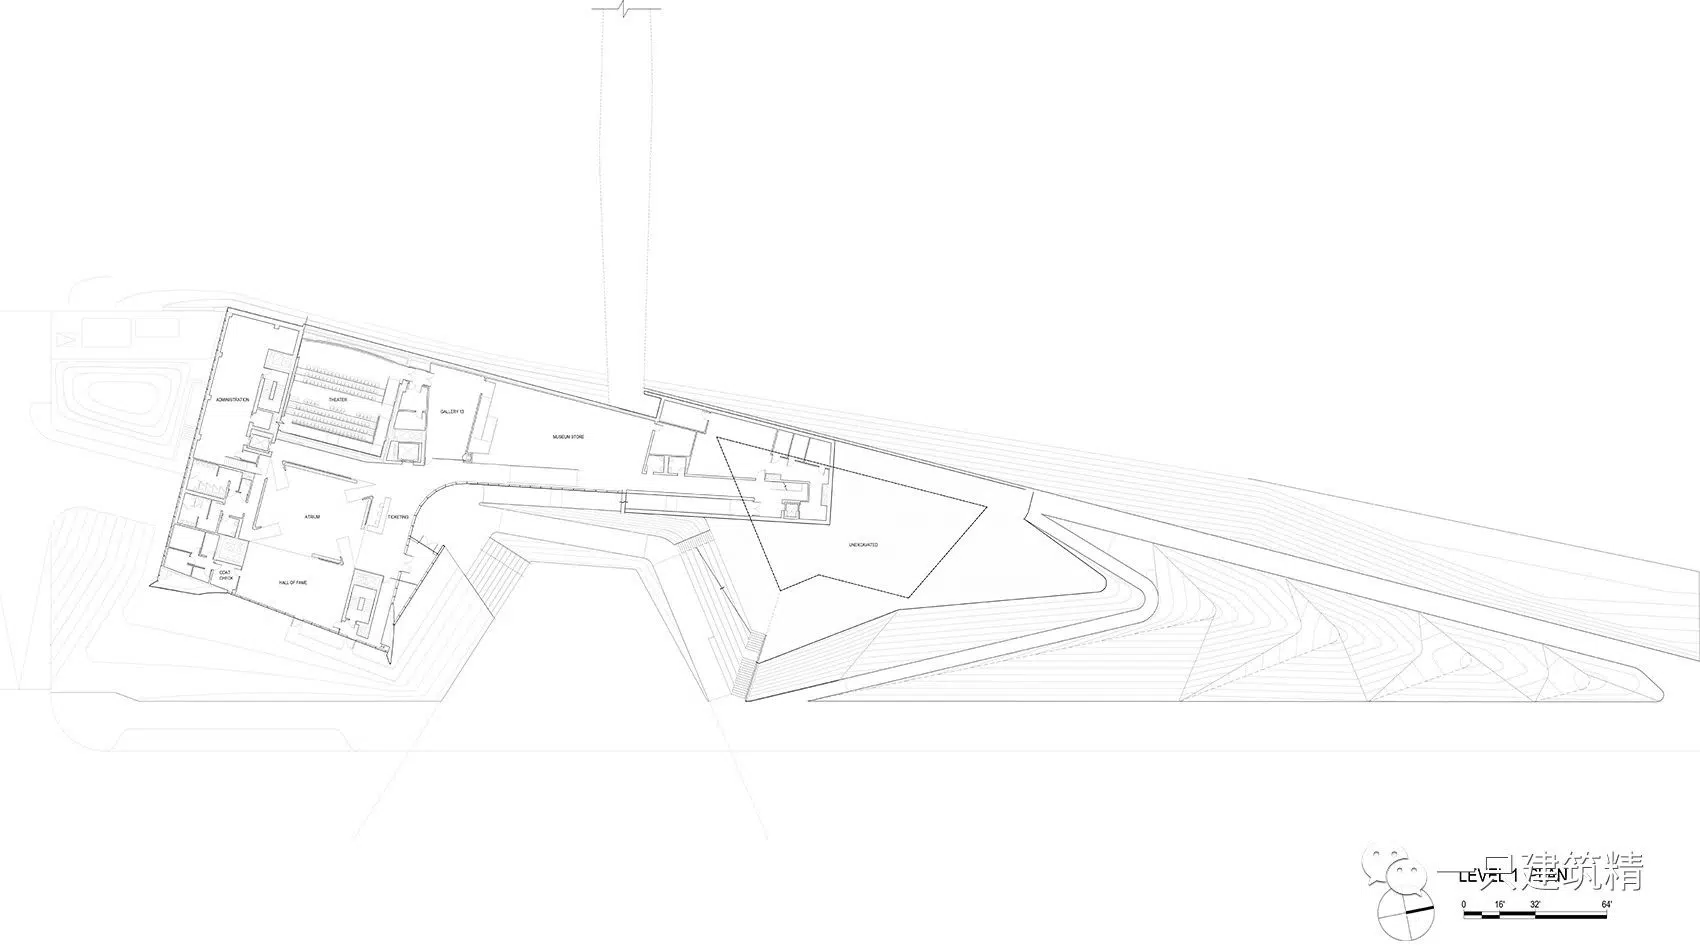 ADMINISTRATION
THEATER
GALLERY 13
MUSEUM STORE
ATRIUM
TICKETING
UNEXCAVATED
COAT
CHECK
HALL OF FAME
一只建筑精
LEVEL 1 PLAN
0 16' 32' 64'